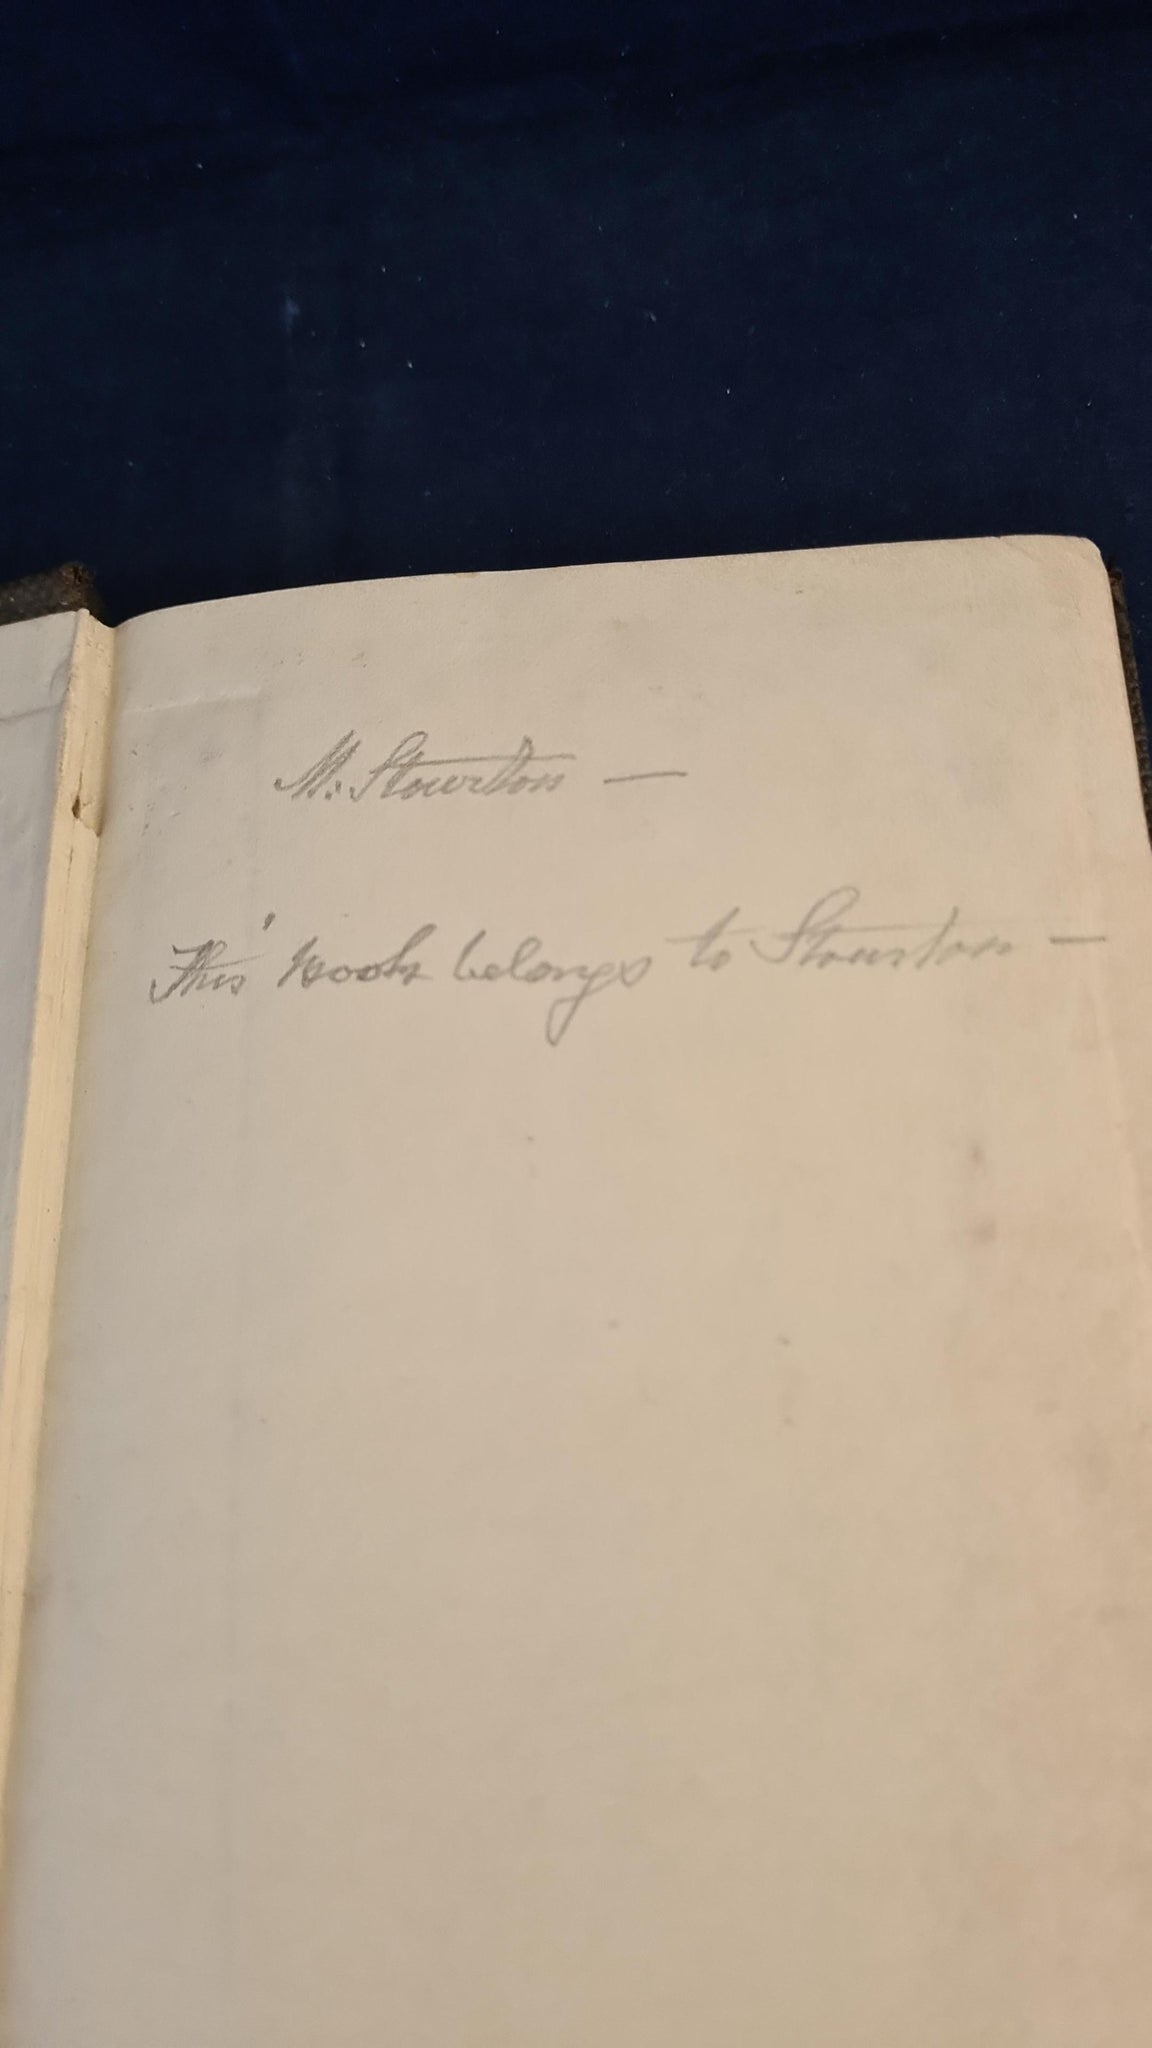 M: Stourton —
This book belongs to Stourton —